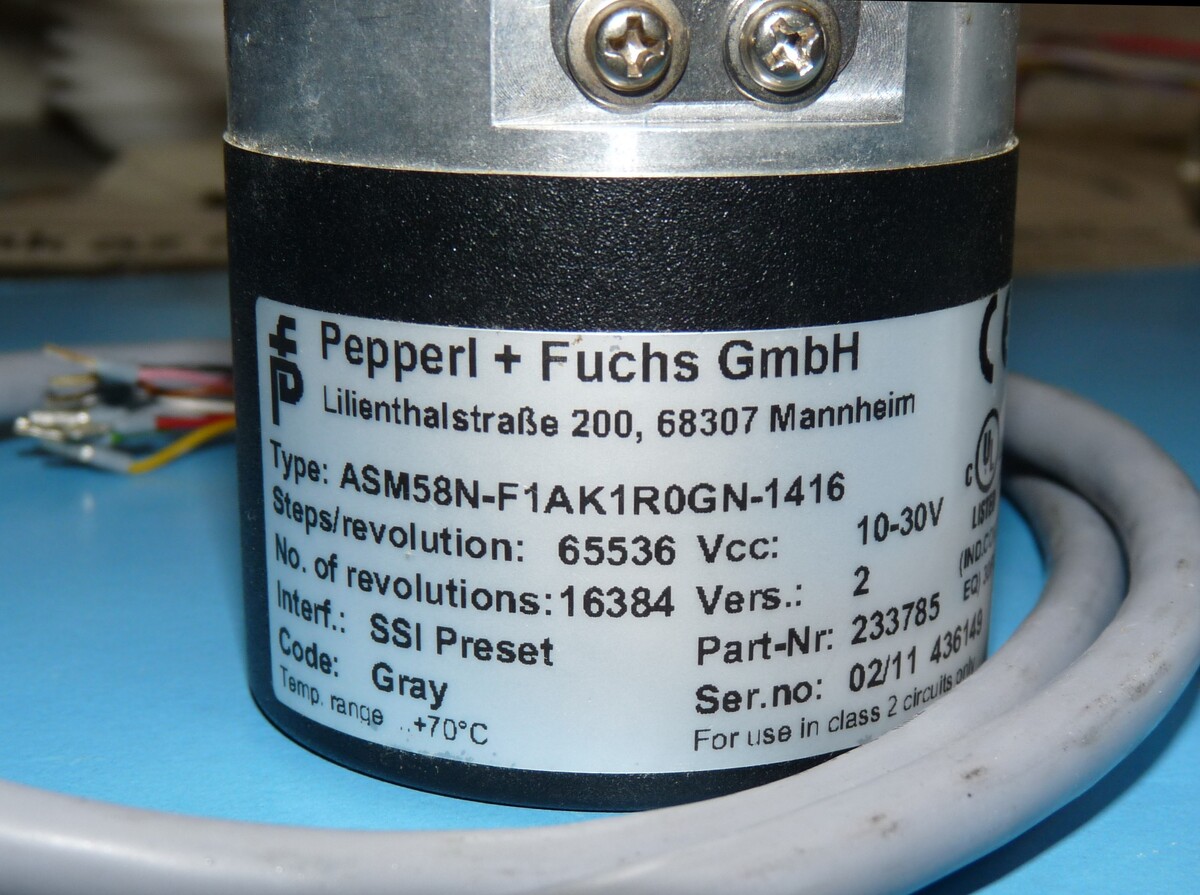 Pepperl + Fuchs GmbH
Lilienthalstraße 200, 68307 Mannheim
Type: ASM58N-F1AK1R0GN-1416
Steps/revolution: 65536 Vcc: 10-30V
No. of revolutions: 16384 Vers.: 2
Interf.: SSI Preset Part-Nr: 233785
Code: Gray Ser.no: 02/11 436149
Temp. range ..+70°C For use in class 2 circuits only
C UL
LISTED